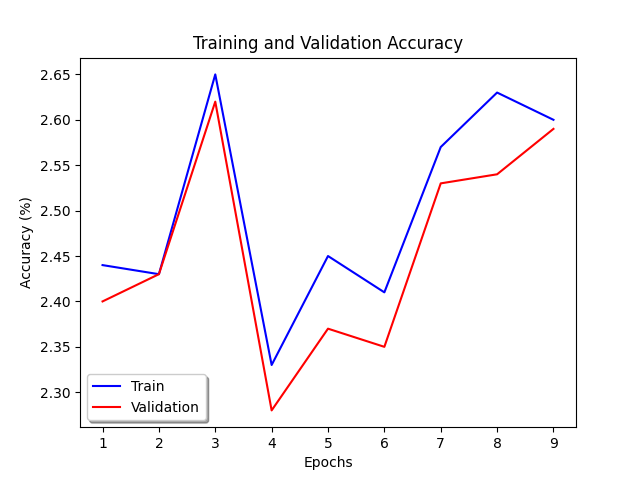 Training and Validation Accuracy
Accuracy (%)
2.65
2.60
2.55
2.50
2.45
2.40
2.35
2.30
Train
Validation
1 2 3 4 5 6 7 8 9
Epochs